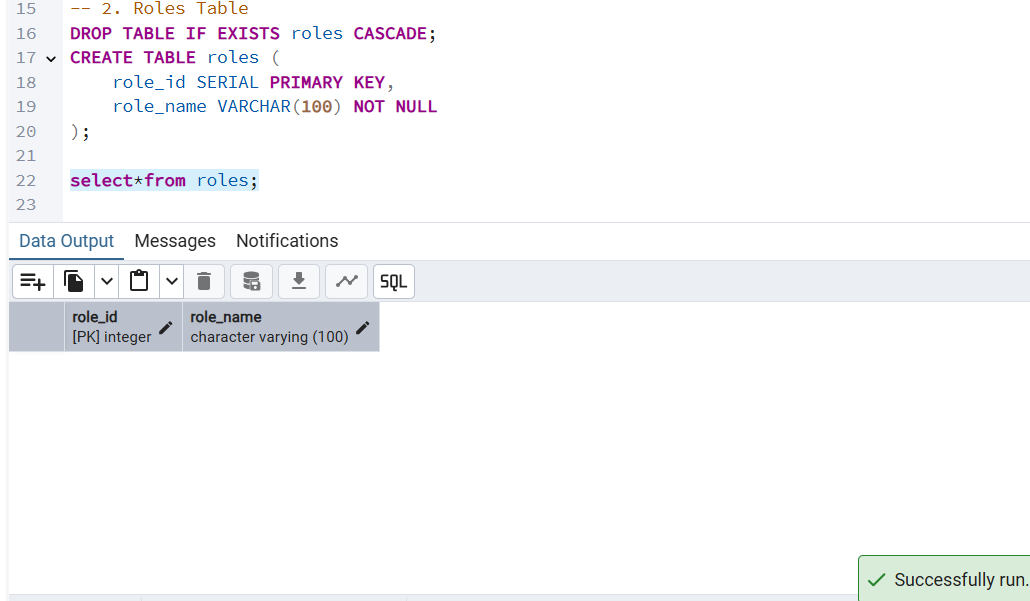 15 -- 2. Roles Table
16 DROP TABLE IF EXISTS roles CASCADE;
17 CREATE TABLE roles (
18 role_id SERIAL PRIMARY KEY,
19 role_name VARCHAR(100) NOT NULL
20 );
21
22 select*from roles;
23
Data Output Messages Notifications
SQL
role_id role_name
[PK] integer character varying (100)
Successfully run.